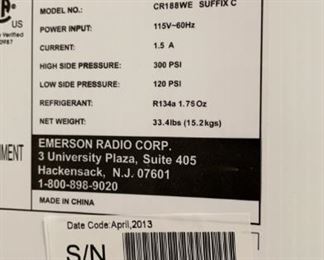 MODEL NO.: CR188WE SUFFIX C
US
POWER INPUT: 115V~60Hz
CURRENT: 1.5 A
HIGH SIDE PRESSURE: 300 PSI
LOW SIDE PRESSURE: 120 PSI
REFRIGERANT: R134a 1.76Oz
NET WEIGHT: 33.4lbs (15.2kgs)
EMERSON RADIO CORP.
3 University Plaza, Suite 405
Hackensack, N.J. 07601
1-800-898-9020
MADE IN CHINA
Date Code:April,2013
S/N